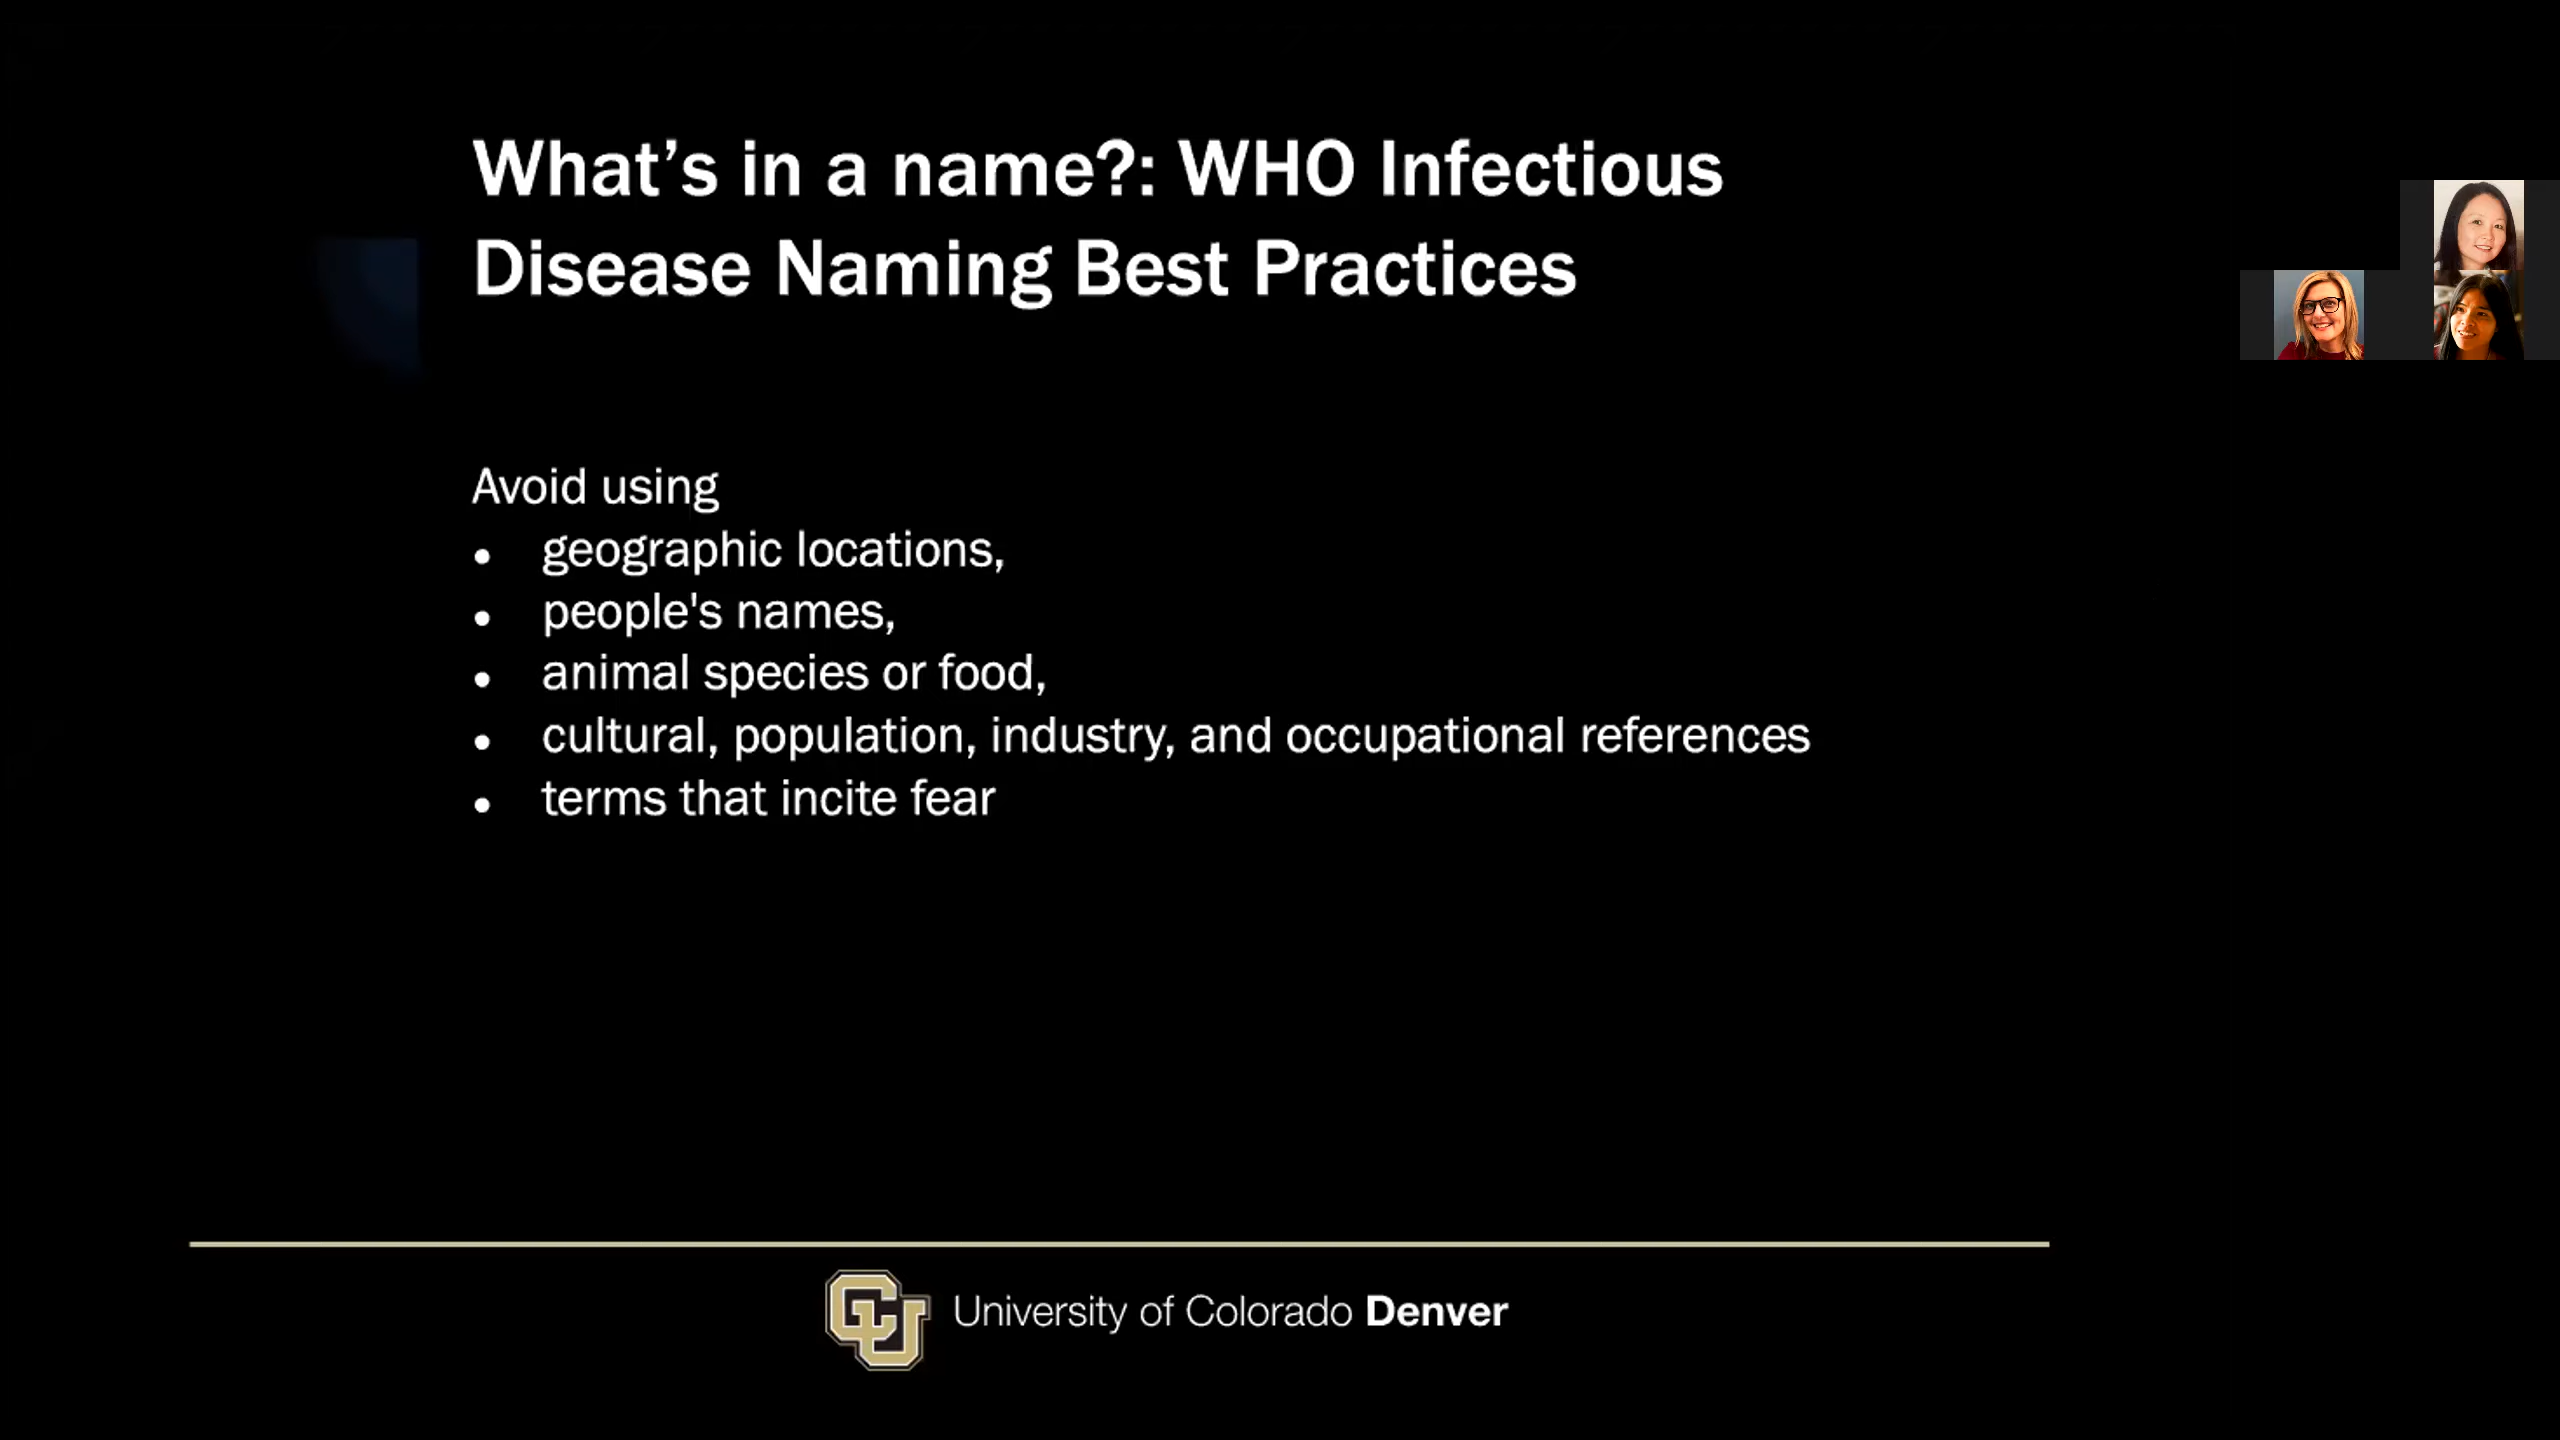 What’s in a name?: WHO Infectious
Disease Naming Best Practices
Avoid using
• geographic locations,
• people's names,
• animal species or food,
• cultural, population, industry, and occupational references
• terms that incite fear
CU University of Colorado Denver